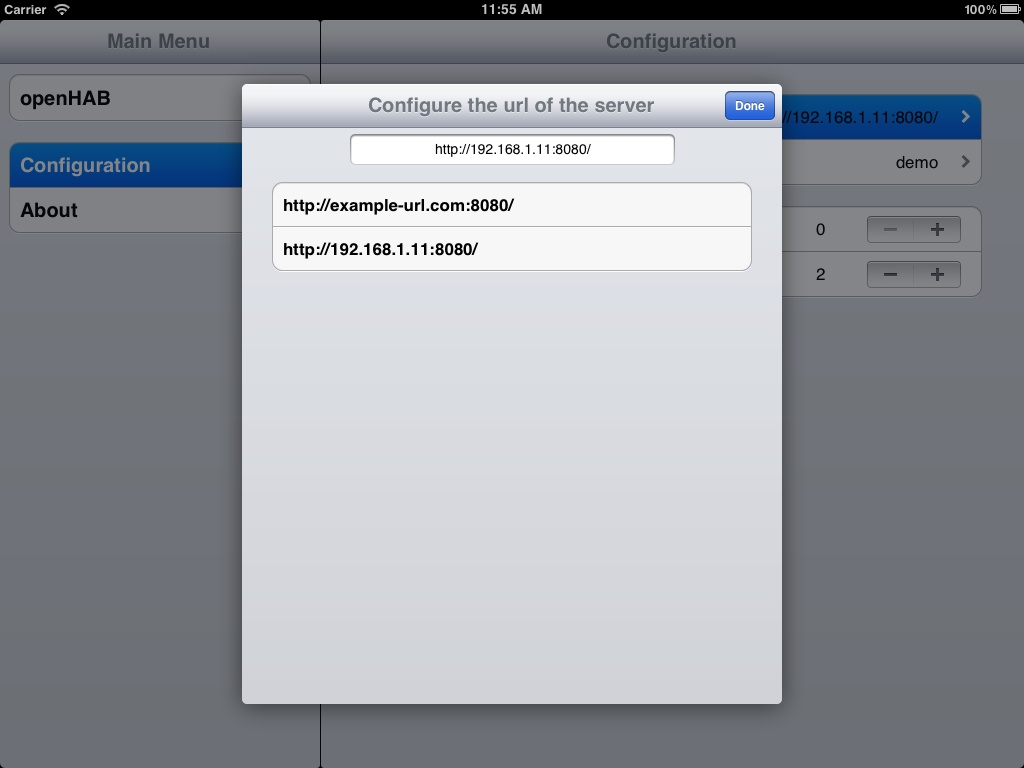 Carrier 11:55 AM 100%
Main Menu
Configuration
openHAB
Configuration
About
Configure the url of the server
Done
http://192.168.1.11:8080/
http://example-url.com:8080/
http://192.168.1.11:8080/
//192.168.1.11:8080/
demo
0
2